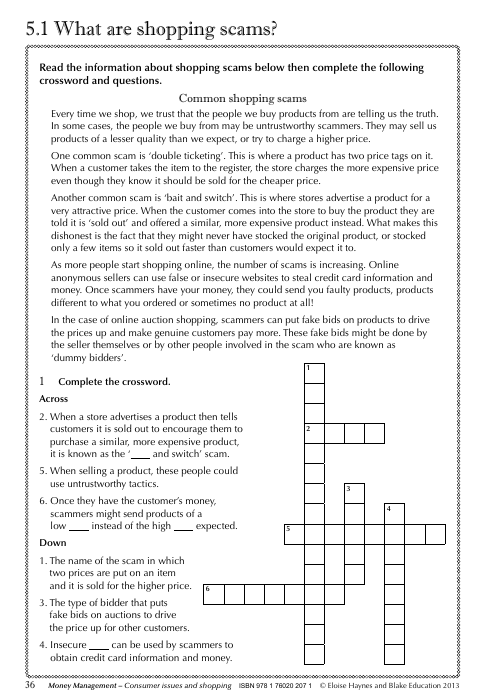 5.1 What are shopping scams?
Read the information about shopping scams below then complete the following
crossword and questions.
Common shopping scams
Every time we shop, we trust that the people we buy products from are telling us the truth.
In some cases, the people we buy from may be untrustworthy scammers. They may sell us
products of a lesser quality than we expect, or try to charge a higher price.
One common scam is ‘double ticketing’. This is where a product has two price tags on it.
When a customer takes the item to the register, the store charges the more expensive price
even though they know it should be sold for the cheaper price.
Another common scam is ‘bait and switch’. This is where stores advertise a product for a
very attractive price. When the customer comes into the store to buy the product they are
told it is ‘sold out’ and offered a similar, more expensive product instead. What makes this
dishonest is the fact that they might never have stocked the original product, or stocked
only a few items so it sold out faster than customers would expect it to.
As more people start shopping online, the number of scams is increasing. Online
anonymous sellers can use false or insecure websites to steal credit card information and
money. Once scammers have your money, they could send you faulty products, products
different to what you ordered or sometimes no product at all!
In the case of online auction shopping, scammers can put fake bids on products to drive
the prices up and make genuine customers pay more. These fake bids might be done by
the seller themselves or by other people involved in the scam who are known as
‘dummy bidders’.
1 Complete the crossword.
Across
2. When a store advertises a product then tells
customers it is sold out to encourage them to
purchase a similar, more expensive product,
it is known as the ‘___ and switch’ scam.
5. When selling a product, these people could
use untrustworthy tactics.
6. Once they have the customer’s money,
scammers might send products of a
low ___ instead of the high ___ expected.
Down
1. The name of the scam in which
two prices are put on an item
and it is sold for the higher price.
3. The type of bidder that puts
fake bids on auctions to drive
the price up for other customers.
4. Insecure ___ can be used by scammers to
obtain credit card information and money.
1
2
3
4
5
6
36 Money Management – Consumer issues and shopping ISBN 978 1 76020 207 1 © Eloise Haynes and Blake Education 2013